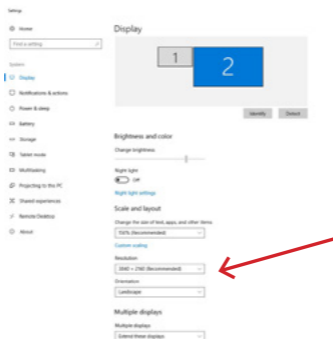 Settings
Home
Find a setting
System
Display
Notifications & actions
Power & sleep
Battery
Storage
Tablet mode
Multitasking
Projecting to this PC
Shared experiences
Remote Desktop
About
Display
1
2
Identify
Detect
Brightness and color
Change brightness
Night light
Off
Night light settings
Scale and layout
Change the size of text, apps, and other items
150% (Recommended)
Custom scaling
Resolution
3840 × 2160 (Recommended)
Orientation
Landscape
Multiple displays
Multiple displays
Extend these displays